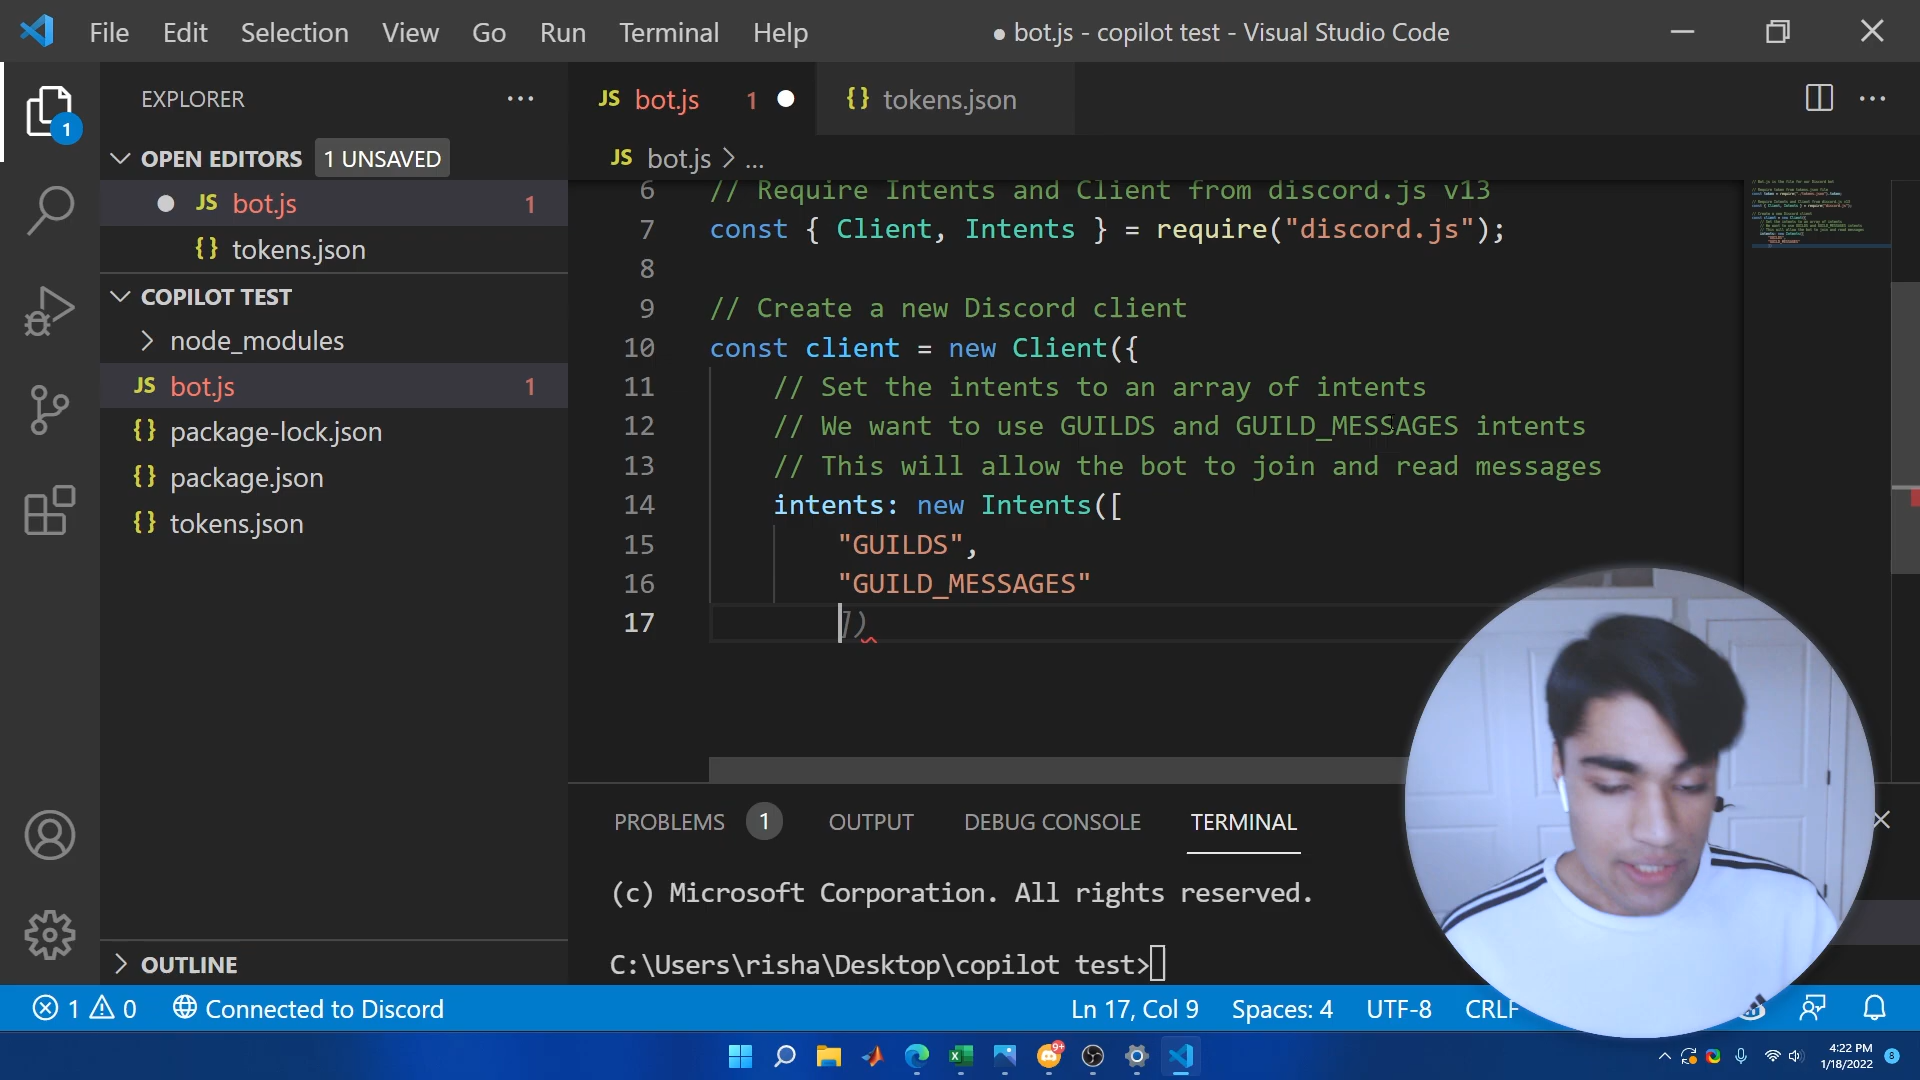 File Edit Selection View Go Run Terminal Help
● bot.js - copilot test - Visual Studio Code
EXPLORER
OPEN EDITORS 1 UNSAVED
JS bot.js 1
{} tokens.json
COPILOT TEST
node_modules
JS bot.js 1
{} package-lock.json
{} package.json
{} tokens.json
OUTLINE
1
JS bot.js 1 {} tokens.json
JS bot.js > ...
6 // Require Intents and Client from discord.js v13
7 const { Client, Intents } = require("discord.js");
8
9 // Create a new Discord client
10 const client = new Client({
11 // Set the intents to an array of intents
12 // We want to use GUILDS and GUILD_MESSAGES intents
13 // This will allow the bot to join and read messages
14 intents: new Intents([
15 "GUILDS",
16 "GUILD_MESSAGES"
17 ])
PROBLEMS 1 OUTPUT DEBUG CONSOLE TERMINAL
(c) Microsoft Corporation. All rights reserved.
C:\Users\risha\Desktop\copilot test>
1 0 Connected to Discord Ln 17, Col 9 Spaces: 4 UTF-8 CRLF
9+
4:22 PM
1/18/2022
8